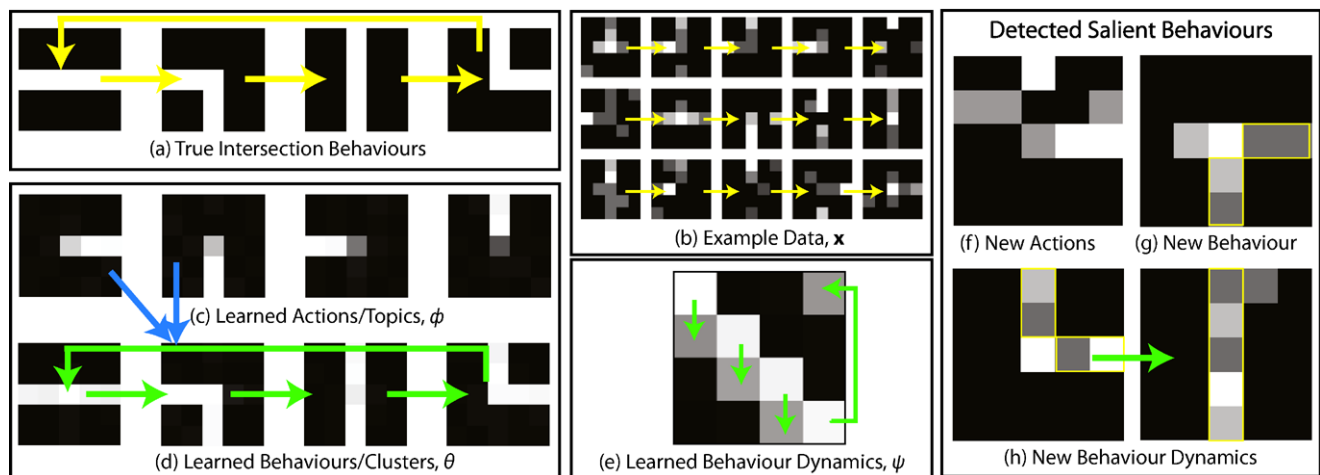 (a) True Intersection Behaviours
(b) Example Data, x
(c) Learned Actions/Topics, ϕ
(d) Learned Behaviours/Clusters, θ
(e) Learned Behaviour Dynamics, ψ
Detected Salient Behaviours
(f) New Actions
(g) New Behaviour
(h) New Behaviour Dynamics